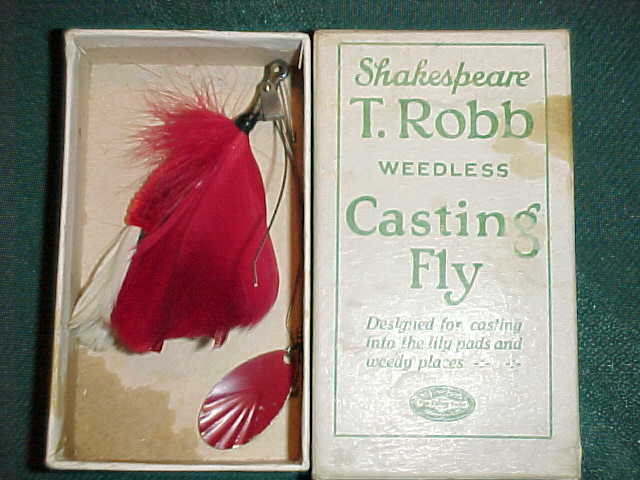 Shakespeare
T. Robb
WEEDLESS
Casting
Fly
Designed for casting
into the lily pads and
weedy places -:- -:-